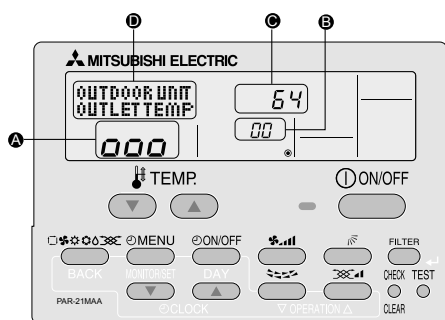 D C B
MITSUBISHI ELECTRIC
OUTDOOR UNIT
OUTLET TEMP
64
00
A
000
TEMP.
ON/OFF
MENU ON/OFF FILTER
BACK MONITOR/SET DAY CHECK TEST
PAR-21MAA CLOCK OPERATION CLEAR